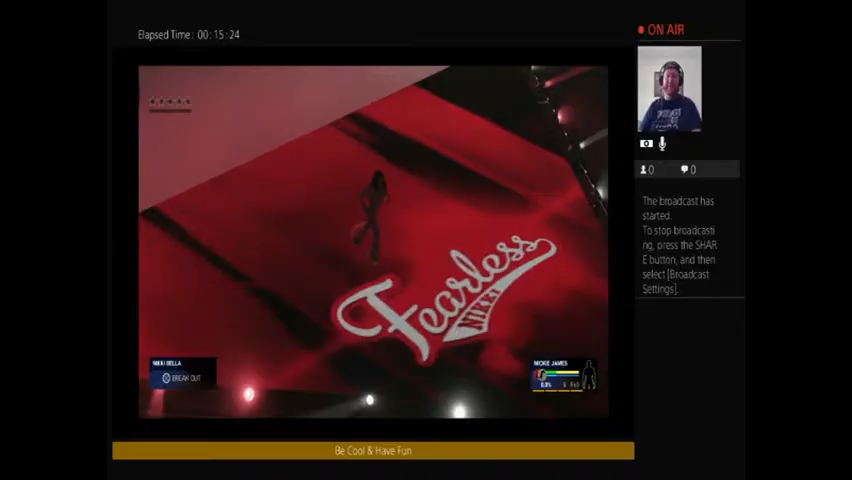 Elapsed Time: 00:15:24
ON AIR
0
0
The broadcast has
started.
To stop broadcasti
ng, press the SHAR
E button, and then
select [Broadcast
Settings].
Fearless
NIKKI
NIKKI BELLA
BREAK OUT
MICKIE JAMES
Be Cool & Have Fun